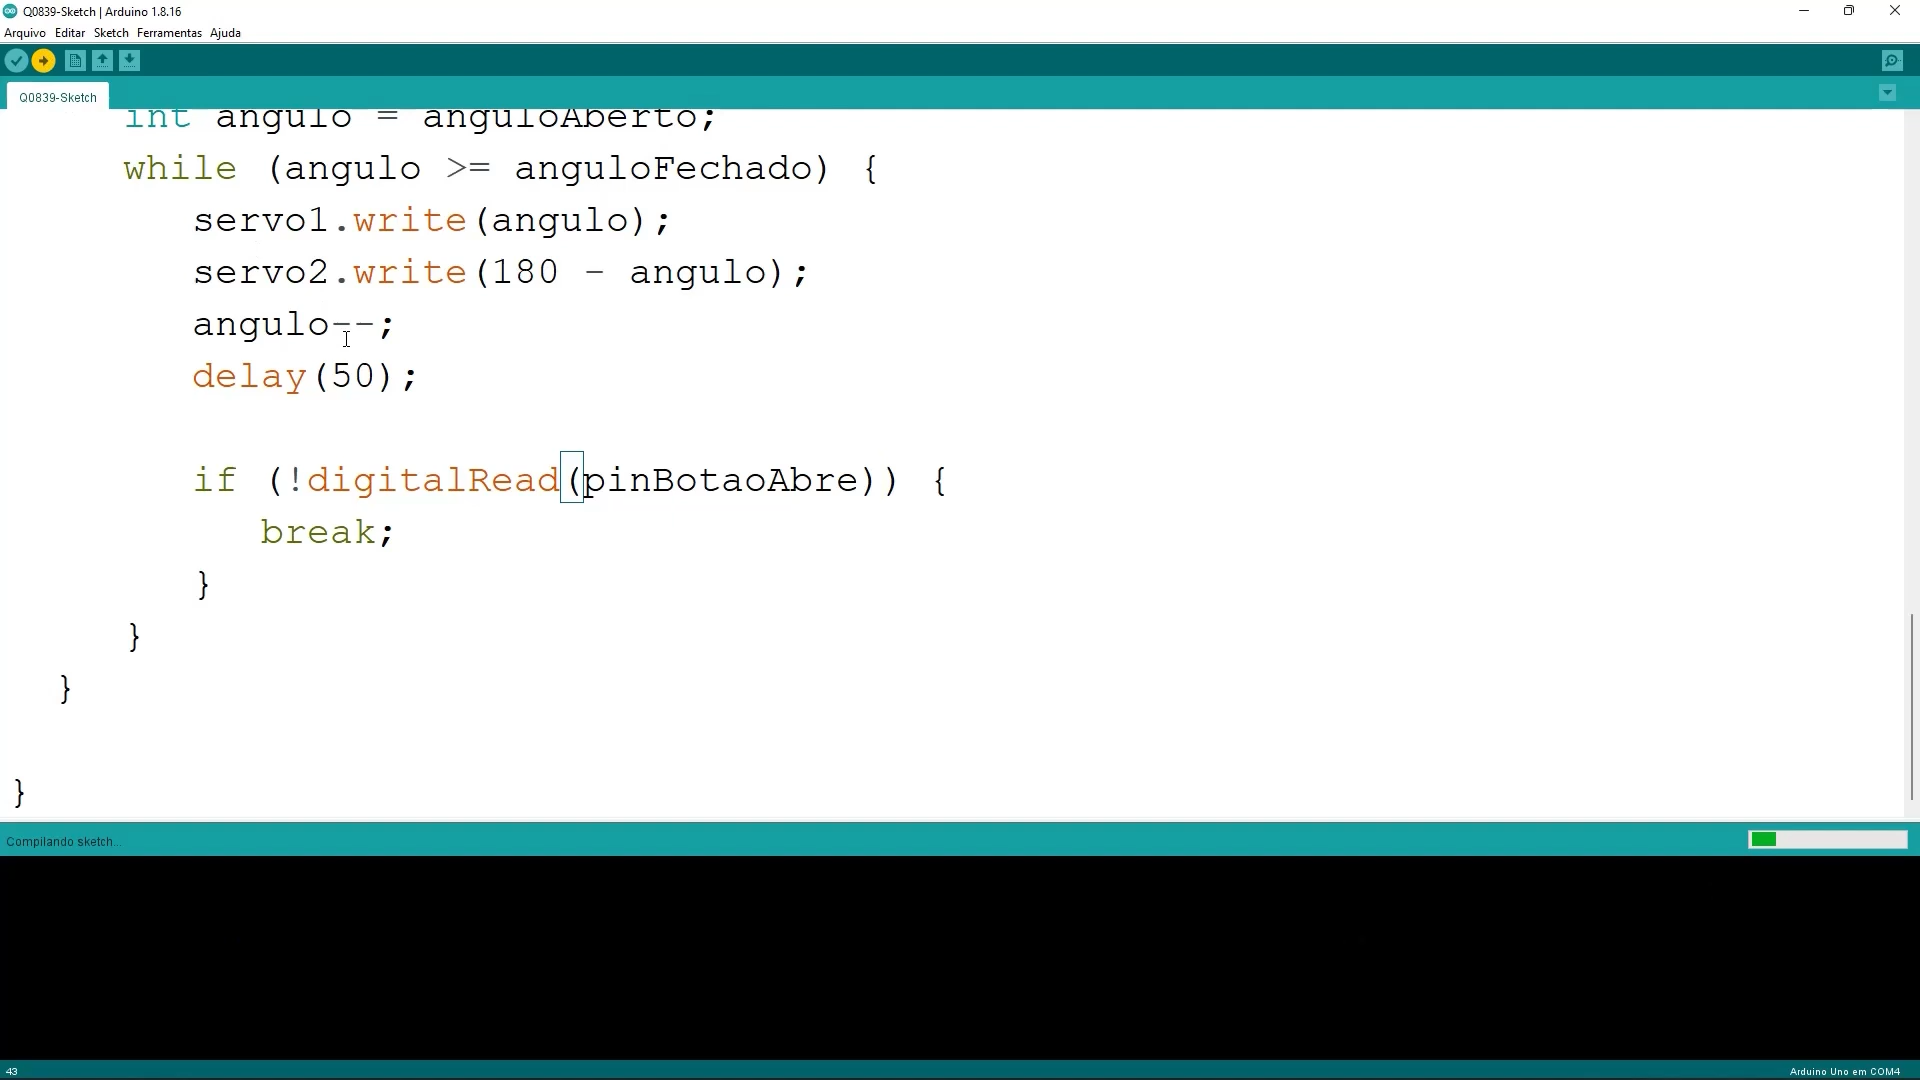 Q0839-Sketch | Arduino 1.8.16
Arquivo Editar Sketch Ferramentas Ajuda
Q0839-Sketch
int angulo = anguloAberto;
while (angulo >= anguloFechado) {
servo1.write(angulo);
servo2.write(180 - angulo);
angulo--;
delay(50);
if (!digitalRead(pinBotaoAbre)) {
break;
}
}
}
}
Compilando sketch...
43
Arduino Uno em COM4